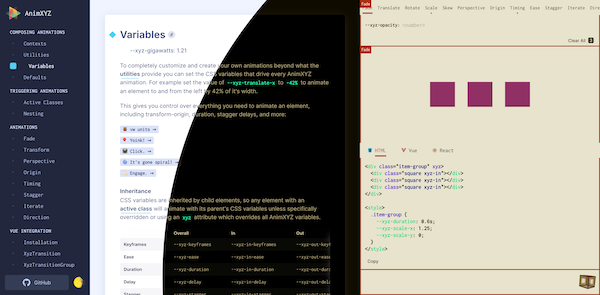 AnimXYZ
COMPOSING ANIMATIONS
Contexts
Utilities
Variables
Defaults
TRIGGERING ANIMATIONS
Active Classes
Nesting
ANIMATIONS
Fade
Transform
Perspective
Origin
Timing
Stagger
Iterate
Direction
VUE INTEGRATION
Installation
XyzTransition
XyzTransitionGroup
GitHub
Variables
--xyz-gigawatts: 1.21
To completely customize and create your own animations beyond what the
utilities provide you can set the CSS variables that drive every AnimXYZ
animation. For example set the value of --xyz-translate-x to -42% to animate
an element to and from the left by 42% of it's width.
This gives you control over everything you need to animate an element,
including transform-origin, duration, stagger delays, and more:
vw units →
Yoink! →
Click. →
It's gone spiral! →
Engage. →
Inheritance
CSS variables are inherited by child elements, so any element with an
active class will animate with its parent's CSS variables unless specifically
overridden or using an xyz attribute which overrides all AnimXYZ variables.
Overall In Out
Keyframes --xyz-keyframes --xyz-in-keyframes --xyz-out-keyf
Ease --xyz-ease --xyz-in-ease --xyz-out-ease
Duration --xyz-duration --xyz-in-duration --xyz-out-durat
Delay --xyz-delay --xyz-in-delay --xyz-out-delay
Stagger --xyz-stagger --xyz-in-stagger
Fade Translate Rotate Scale Skew Perspective Origin Timing Ease Stagger Iterate Dire
--xyz-opacity: <number>
Clear All
Fade
HTML Vue React
<div class="item-group" xyz>
<div class="square xyz-in"></div>
<div class="square xyz-in"></div>
<div class="square xyz-in"></div>
</div>
<style>
.item-group {
--xyz-duration: 0.6s;
--xyz-scale-x: 1.25;
--xyz-scale-y: 0;
}
</style>
Copy